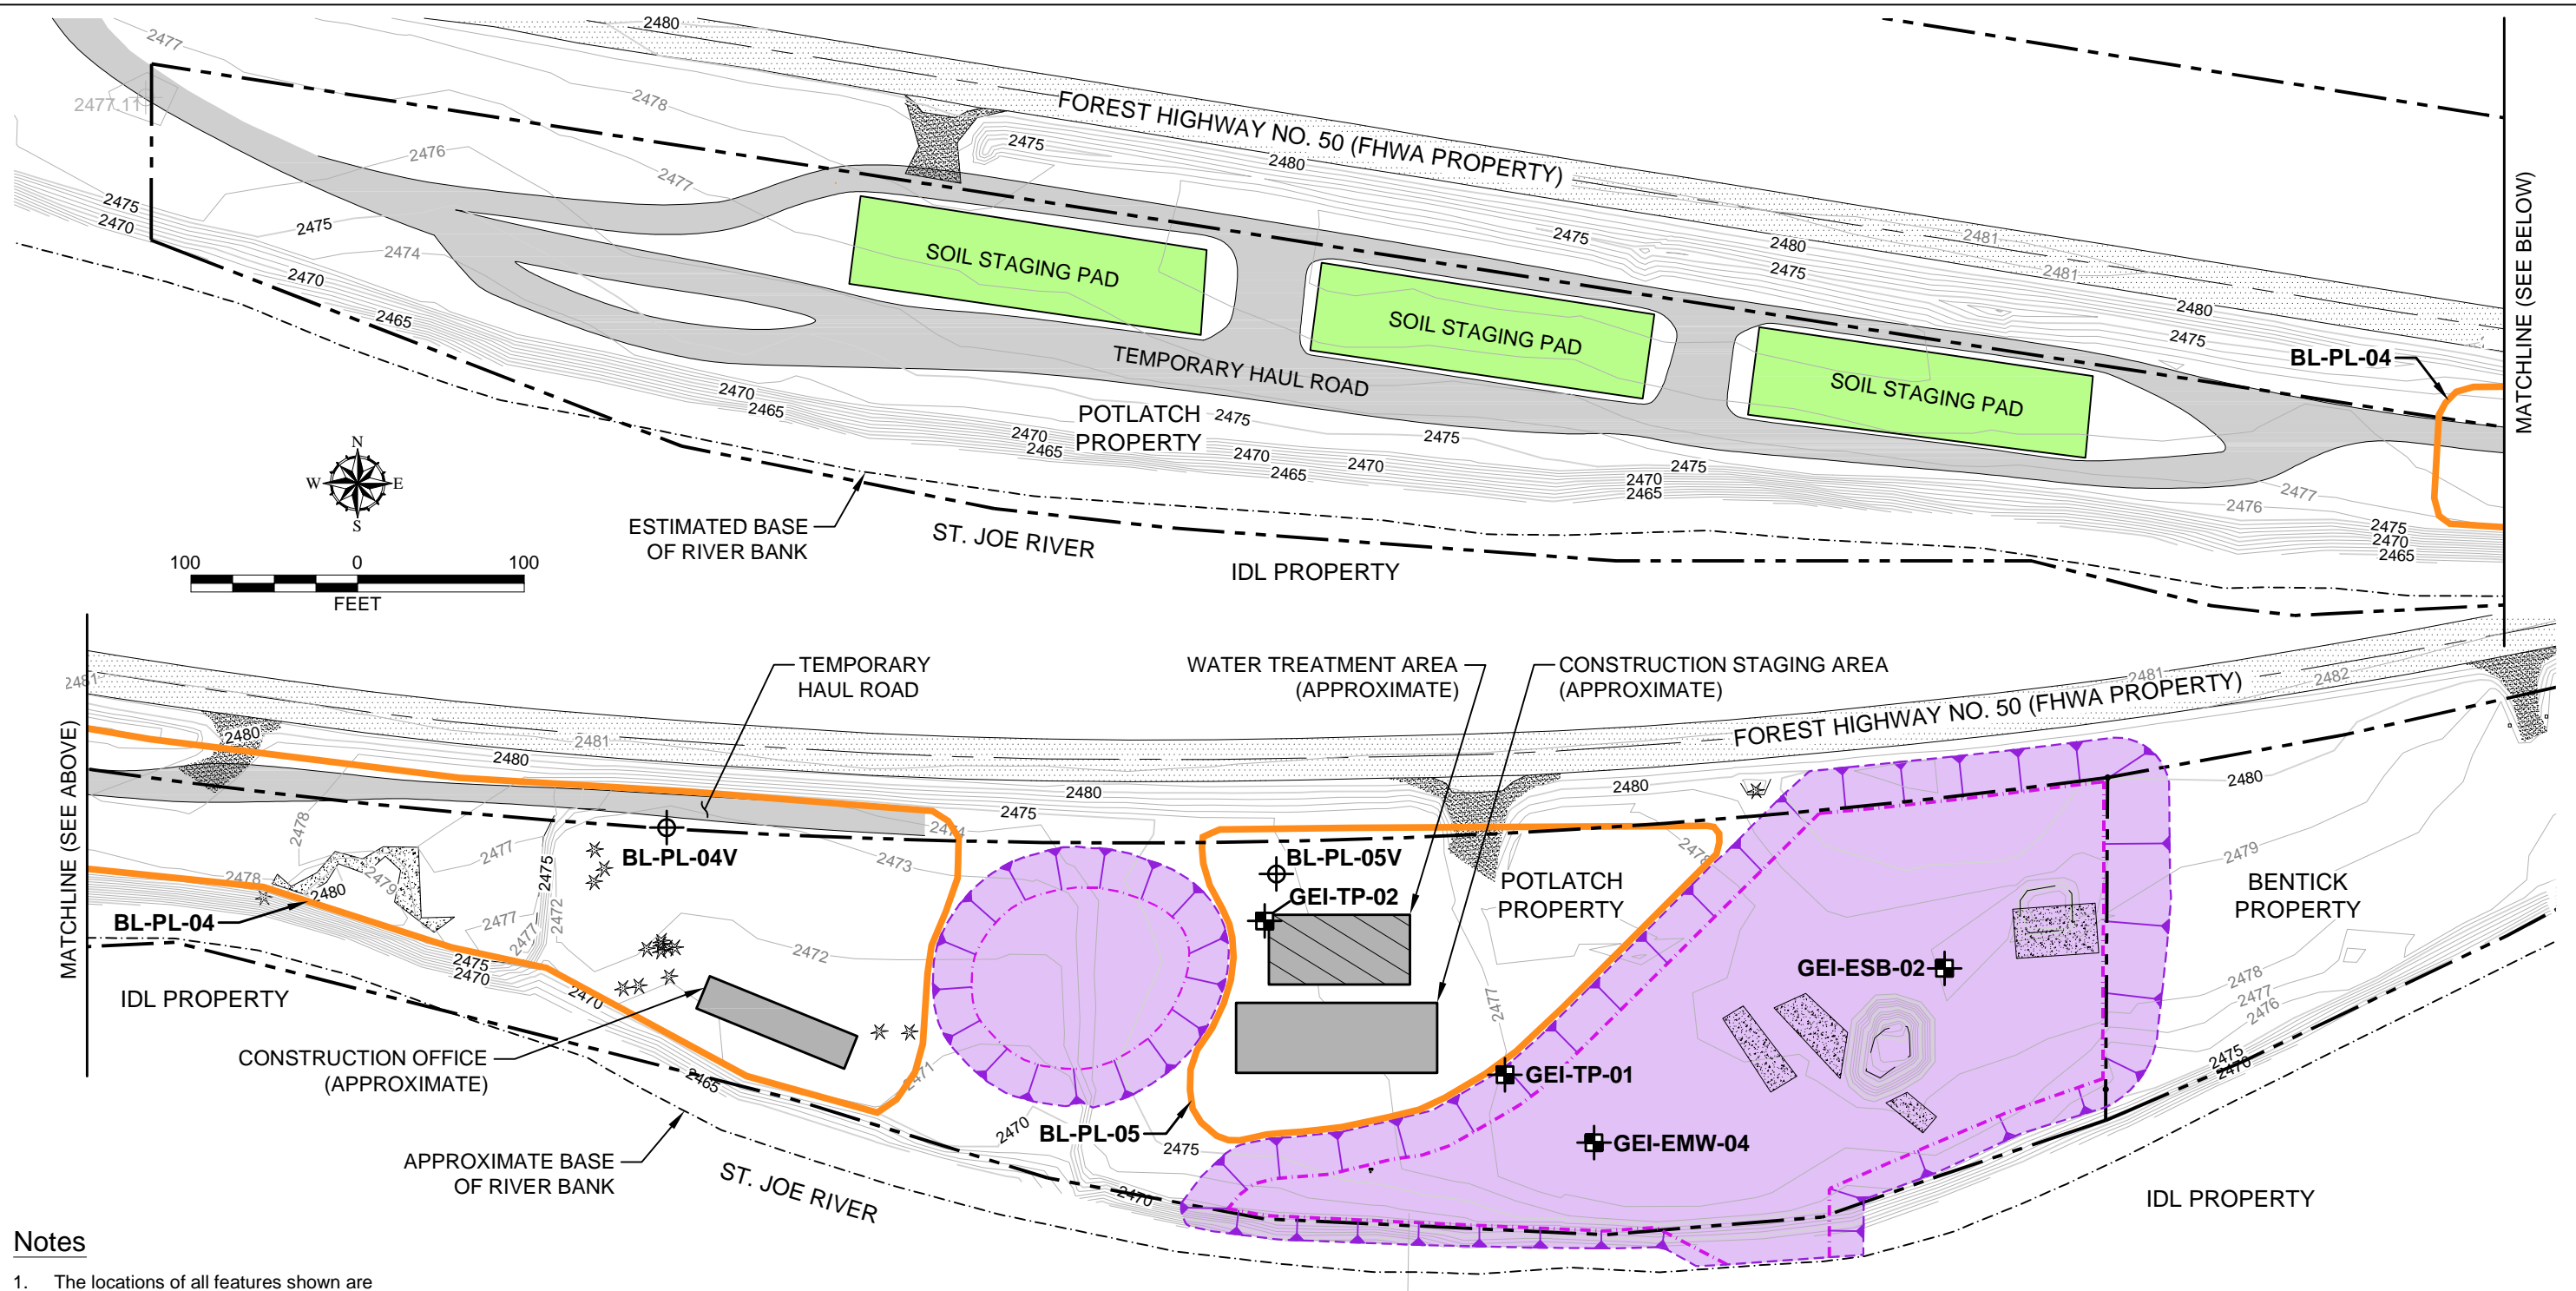 2480
2477
2477.11
2478
2476
2477
2475
2470
2475
2474
2470
2465
FOREST HIGHWAY NO. 50 (FHWA PROPERTY)
2475
2480
2475
2480
2475
2481
2481
2480
2475
MATCHLINE (SEE BELOW)
BL-PL-04
SOIL STAGING PAD
SOIL STAGING PAD
SOIL STAGING PAD
TEMPORARY HAUL ROAD
2470
2465
POTLATCH
PROPERTY
2475
2475
2470
2465
2470
2465
2470
2475
2470
2465
2477
2476
2475
2470
2465
N
W
E
S
100
0
100
FEET
ESTIMATED BASE
OF RIVER BANK
ST. JOE RIVER
IDL PROPERTY
MATCHLINE (SEE ABOVE)
2481
2480
TEMPORARY
HAUL ROAD
WATER TREATMENT AREA
(APPROXIMATE)
CONSTRUCTION STAGING AREA
(APPROXIMATE)
FOREST HIGHWAY NO. 50 (FHWA PROPERTY)
2481
2482
2481
2480
2480
2475
2480
2480
2478
2477
2475
BL-PL-04V
2474
2473
BL-PL-05V
GEI-TP-02
2478
POTLATCH
PROPERTY
2479
BENTICK
PROPERTY
2478
2479
2480
BL-PL-04
2477
2477
2472
2472
2475
2470
2470
IDL PROPERTY
GEI-ESB-02
2477
2478
2477
2476
2475
2470
CONSTRUCTION OFFICE
(APPROXIMATE)
2465
2471
GEI-TP-01
2470
BL-PL-05
2475
GEI-EMW-04
APPROXIMATE BASE
OF RIVER BANK
ST. JOE RIVER
2470
IDL PROPERTY
Notes
1. The locations of all features shown are